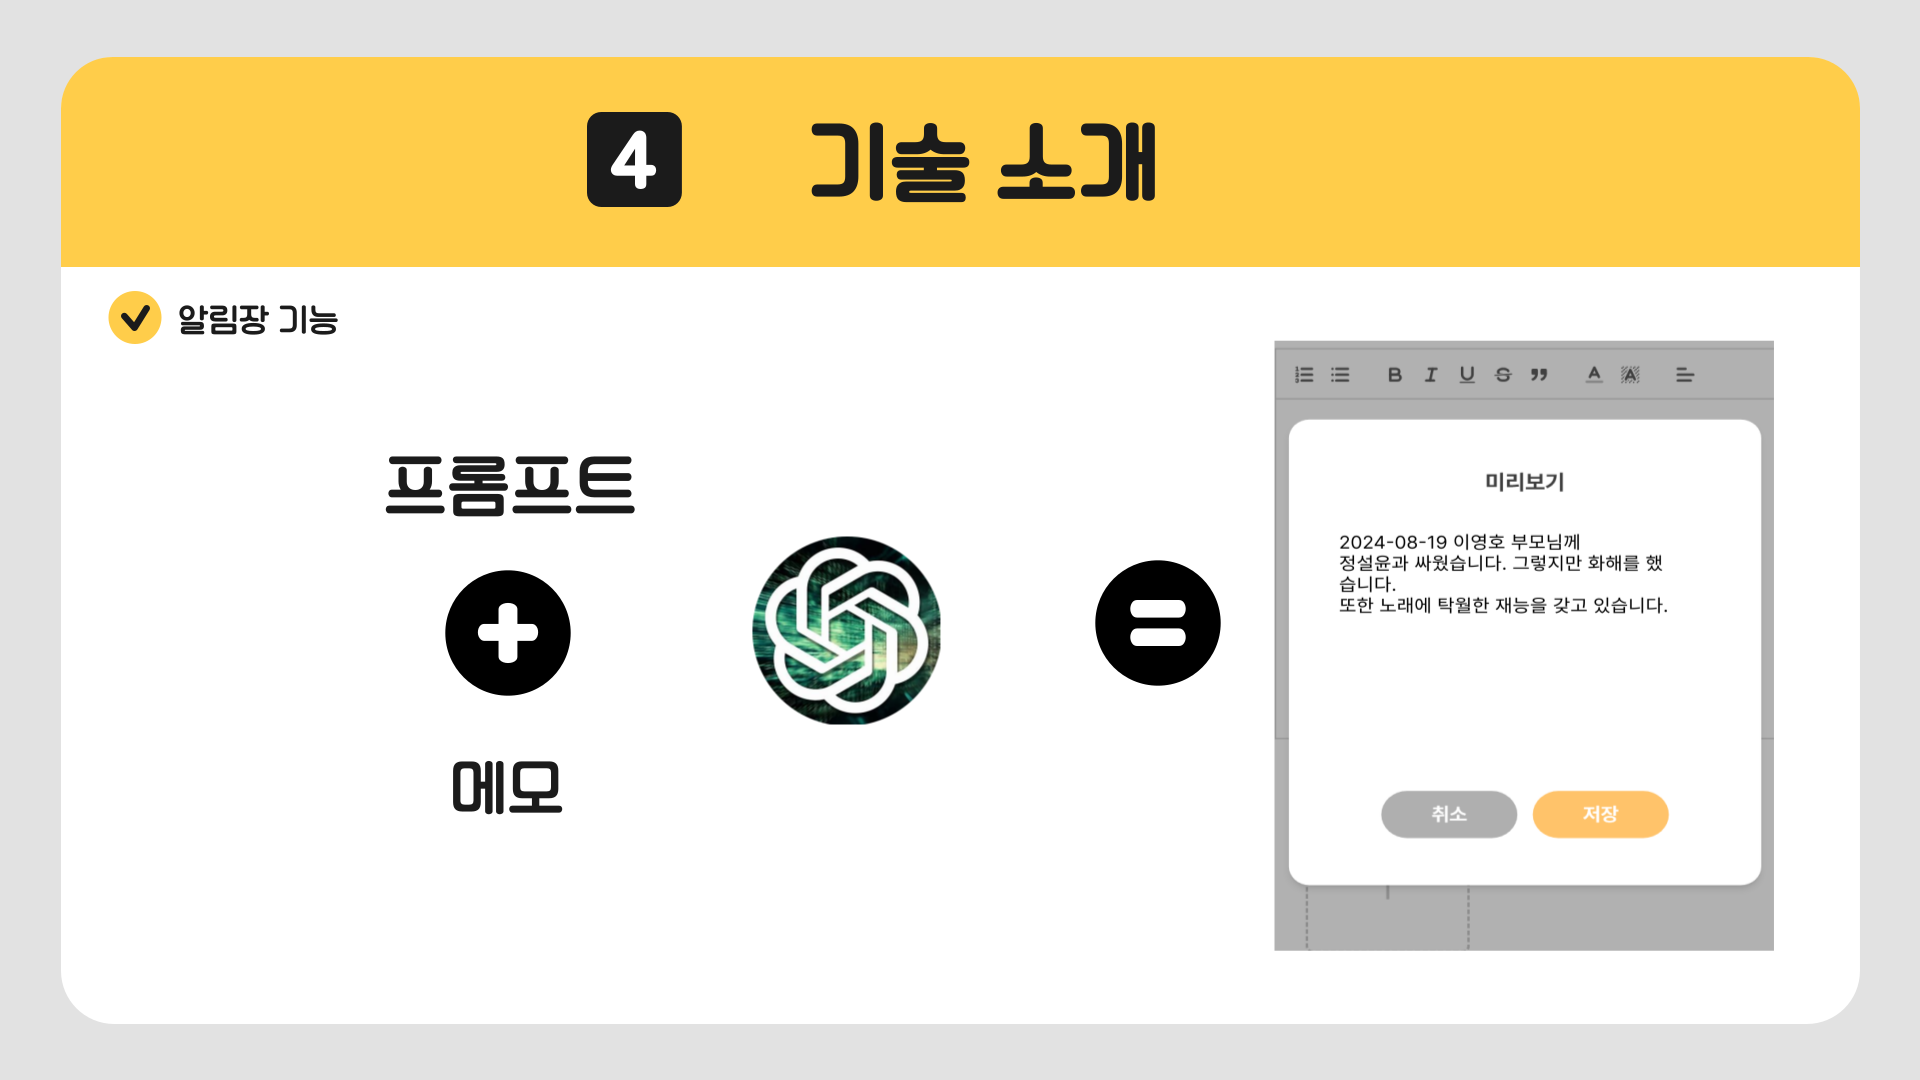 4 기술 소개
알림장 기능
프롬프트
메모
미리보기
2024-08-19 이영호 부모님께
정설윤과 싸웠습니다. 그렇지만 화해를 했
습니다.
또한 노래에 탁월한 재능을 갖고 있습니다.
취소 저장